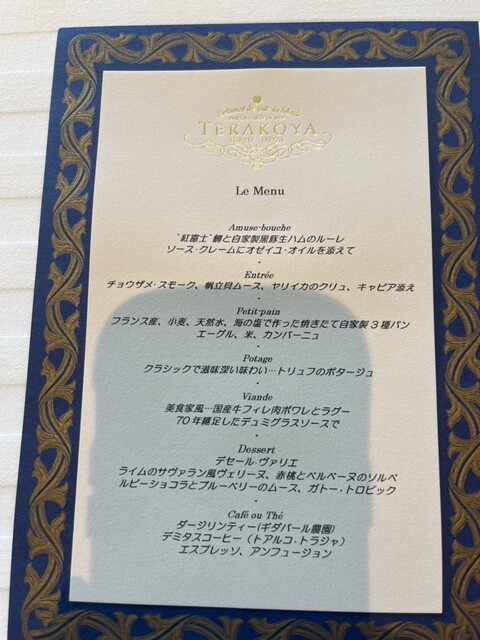 TERAKOYA
TOKYO JAPON
Le Menu
Amuse-bouche
"紅富士"鱒と自家製黒豚生ハムのルーレ
ソース・クレームにオゼイユ・オイルを添えて
Entrée
チョウザメ・スモーク、帆立貝ムース、ヤリイカのクリュ、キャビア添え
Petit-pain
フランス産、小麦、天然水、海の塩で作った焼きたて自家製3種パン
エーグル、米、カンパーニュ
Potage
クラシックで滋味深い味わい…トリュフのポタージュ
Viande
美食家風…国産牛フィレ肉ポワレとラグー
70年継足したデュミグラスソースで
Dessert
デセール・ヴァリエ
ライムのサヴァラン風ヴェリーヌ、赤桃とベルベーヌのソルベ
ルビーショコラとブルーベリーのムース、ガトー・トロピック
Café ou Thé
ダージリンティー(ギダパール農園)
デミタスコーヒー（トアルコ・トラジャ）
エスプレッソ、アンフュージョン